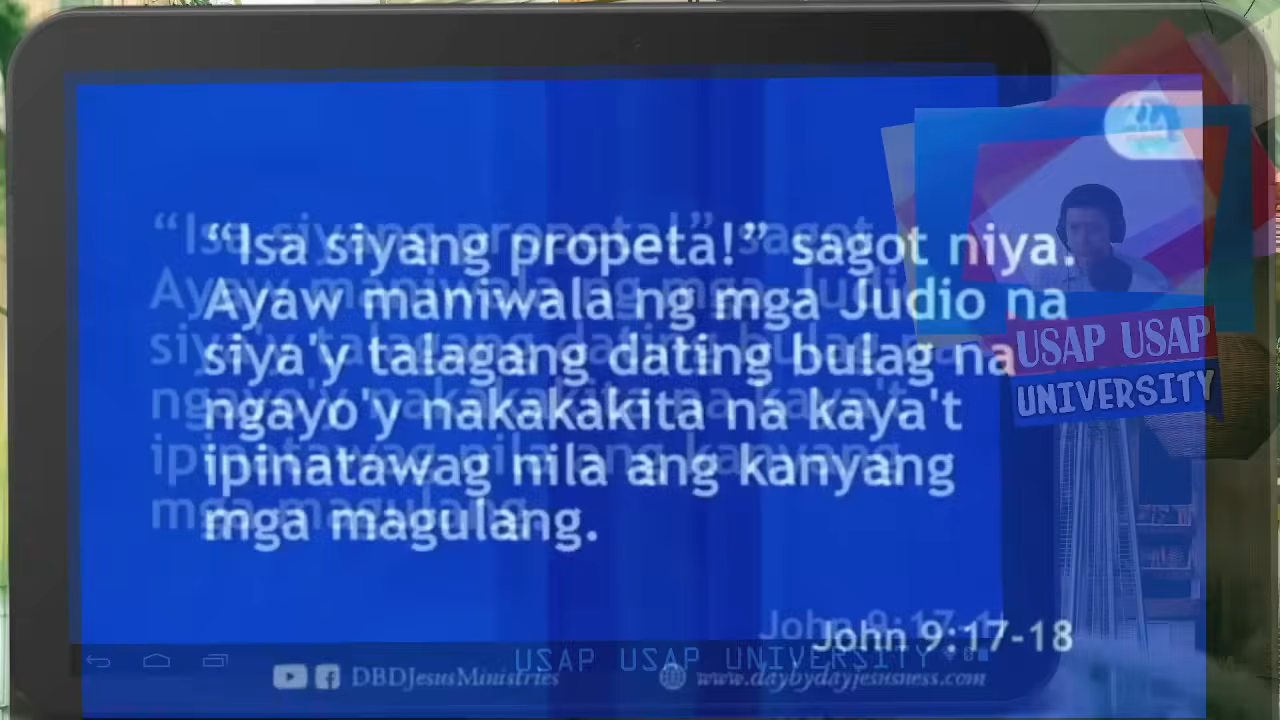 “Isa siyang propeta!” sagot niya.
Ayaw maniwala ng mga Judio na
siya'y talagang dating bulag na
ngayo'y nakakakita na kaya't
ipinatawag nila ang kanyang
mga magulang.
John 9:17-18
USAP USAP
UNIVERSITY
USAP USAP UNIVERSITY
DBDJesusMinistries
www.daybydayjesusness.com